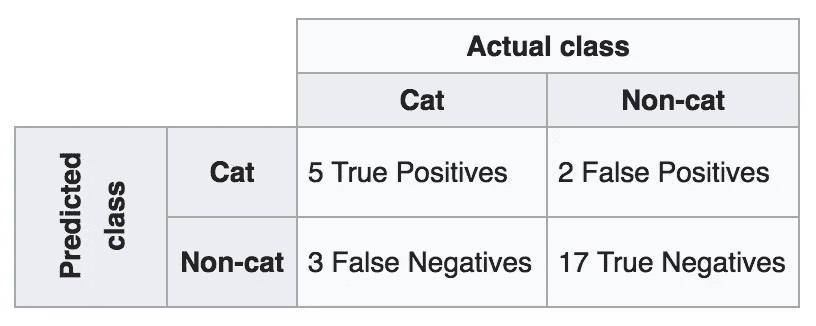 Actual class
Cat
Non-cat
Predicted
class
Cat
5 True Positives
2 False Positives
Non-cat
3 False Negatives
17 True Negatives